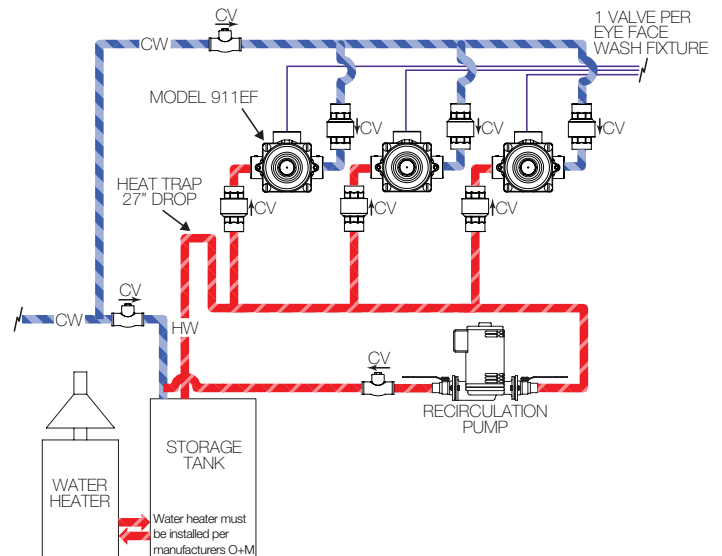 CV
1 VALVE PER
EYE FACE
WASH FIXTURE
CW
MODEL 911EF
CV
CV
CV
HEAT TRAP
27" DROP
CV
CV
CV
CV
CW
HW
CV
RECIRCULATION
PUMP
STORAGE
TANK
WATER
HEATER
Water heater must
be installed per
manufacturers O+M